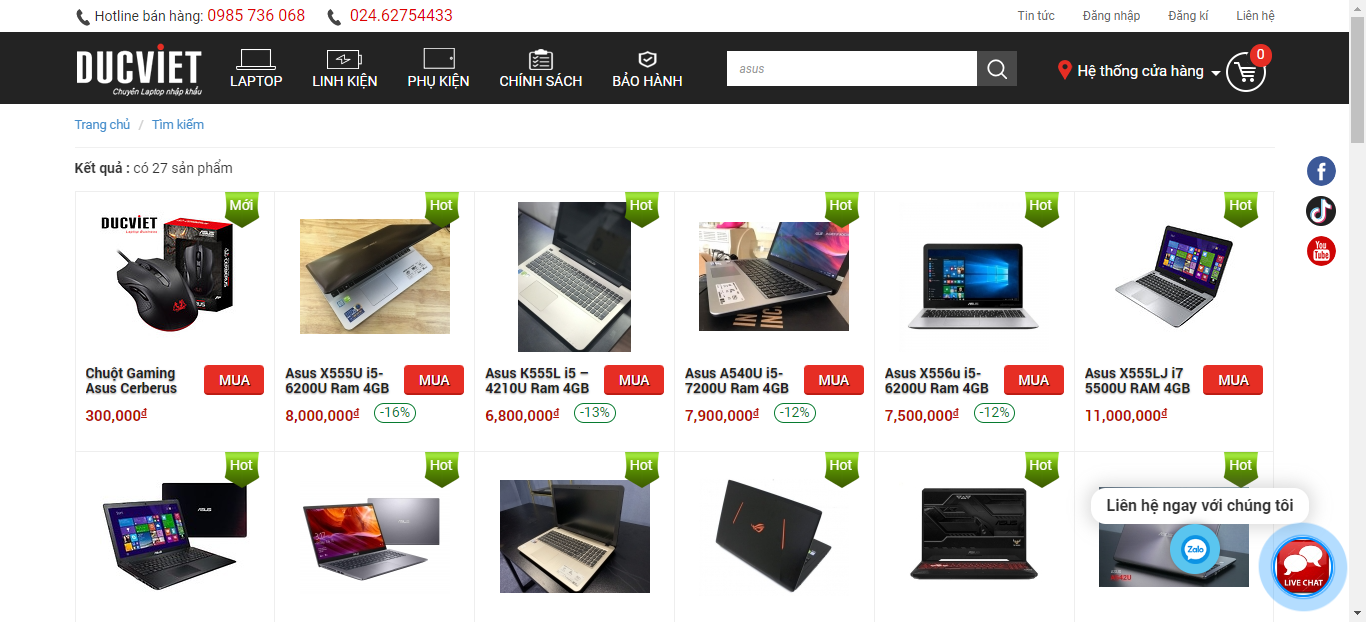 Hotline bán hàng: 0985 736 068 024.62754433
Tin tức Đăng nhập Đăng kí Liên hệ
DUCVIET
Chuyên Laptop nhập khẩu
LAPTOP LINH KIỆN PHỤ KIỆN CHÍNH SÁCH BẢO HÀNH
asus
Hệ thống cửa hàng
0
Trang chủ / Tìm kiếm
Kết quả : có 27 sản phẩm
Mới Hot Hot Hot Hot Hot
DUCVIET
Chuột Gaming
Asus Cerberus
MUA
300,000đ
Asus X555U i5-
6200U Ram 4GB
MUA
8,000,000đ -16%
Asus K555L i5 –
4210U Ram 4GB
MUA
6,800,000đ -13%
Asus A540U i5-
7200U Ram 4GB
MUA
7,900,000đ -12%
Asus X556u i5-
6200U Ram 4GB
MUA
7,500,000đ -12%
Asus X555LJ i7
5500U RAM 4GB
MUA
11,000,000đ
Hot Hot Hot Hot Hot Hot
Liên hệ ngay với chúng tôi
Zalo
LIVE CHAT
You
Tube